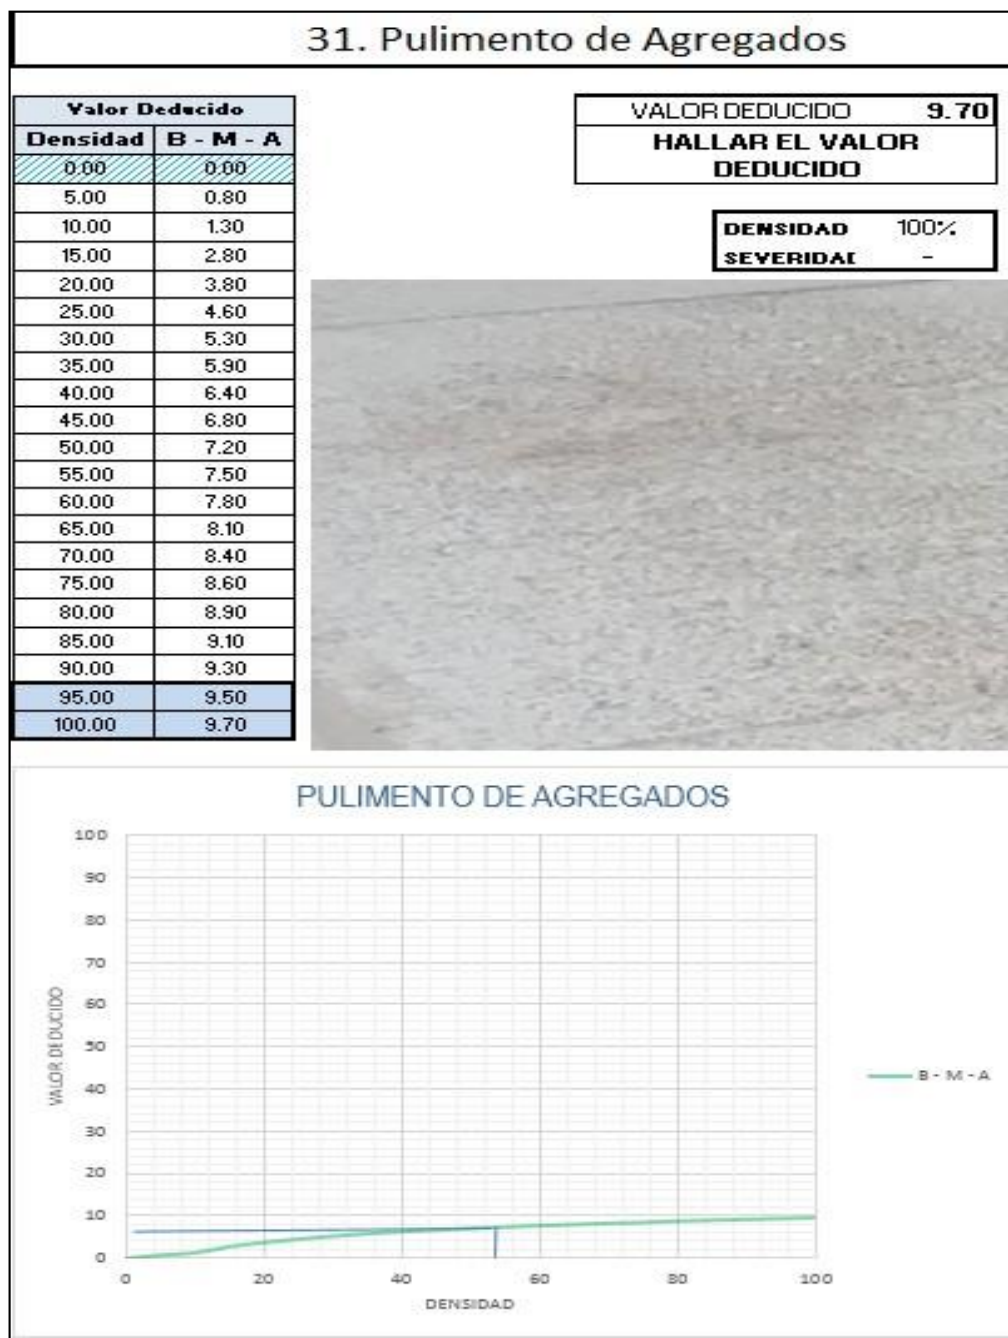 31. Pulimento de Agregados
Valor Deducido
Densidad B - M - A
0.00 0.00
5.00 0.80
10.00 1.30
15.00 2.80
20.00 3.80
25.00 4.60
30.00 5.30
35.00 5.90
40.00 6.40
45.00 6.80
50.00 7.20
55.00 7.50
60.00 7.80
65.00 8.10
70.00 8.40
75.00 8.60
80.00 8.90
85.00 9.10
90.00 9.30
95.00 9.50
100.00 9.70
VALOR DEDUCIDO 9.70
HALLAR EL VALOR
DEDUCIDO
DENSIDAD 100%
SEVERIDAD -
PULIMENTO DE AGREGADOS
100
90
80
70
60
50
40
30
20
10
0
VALOR DEDUCIDO
0 20 40 60 80 100
DENSIDAD
B - M - A